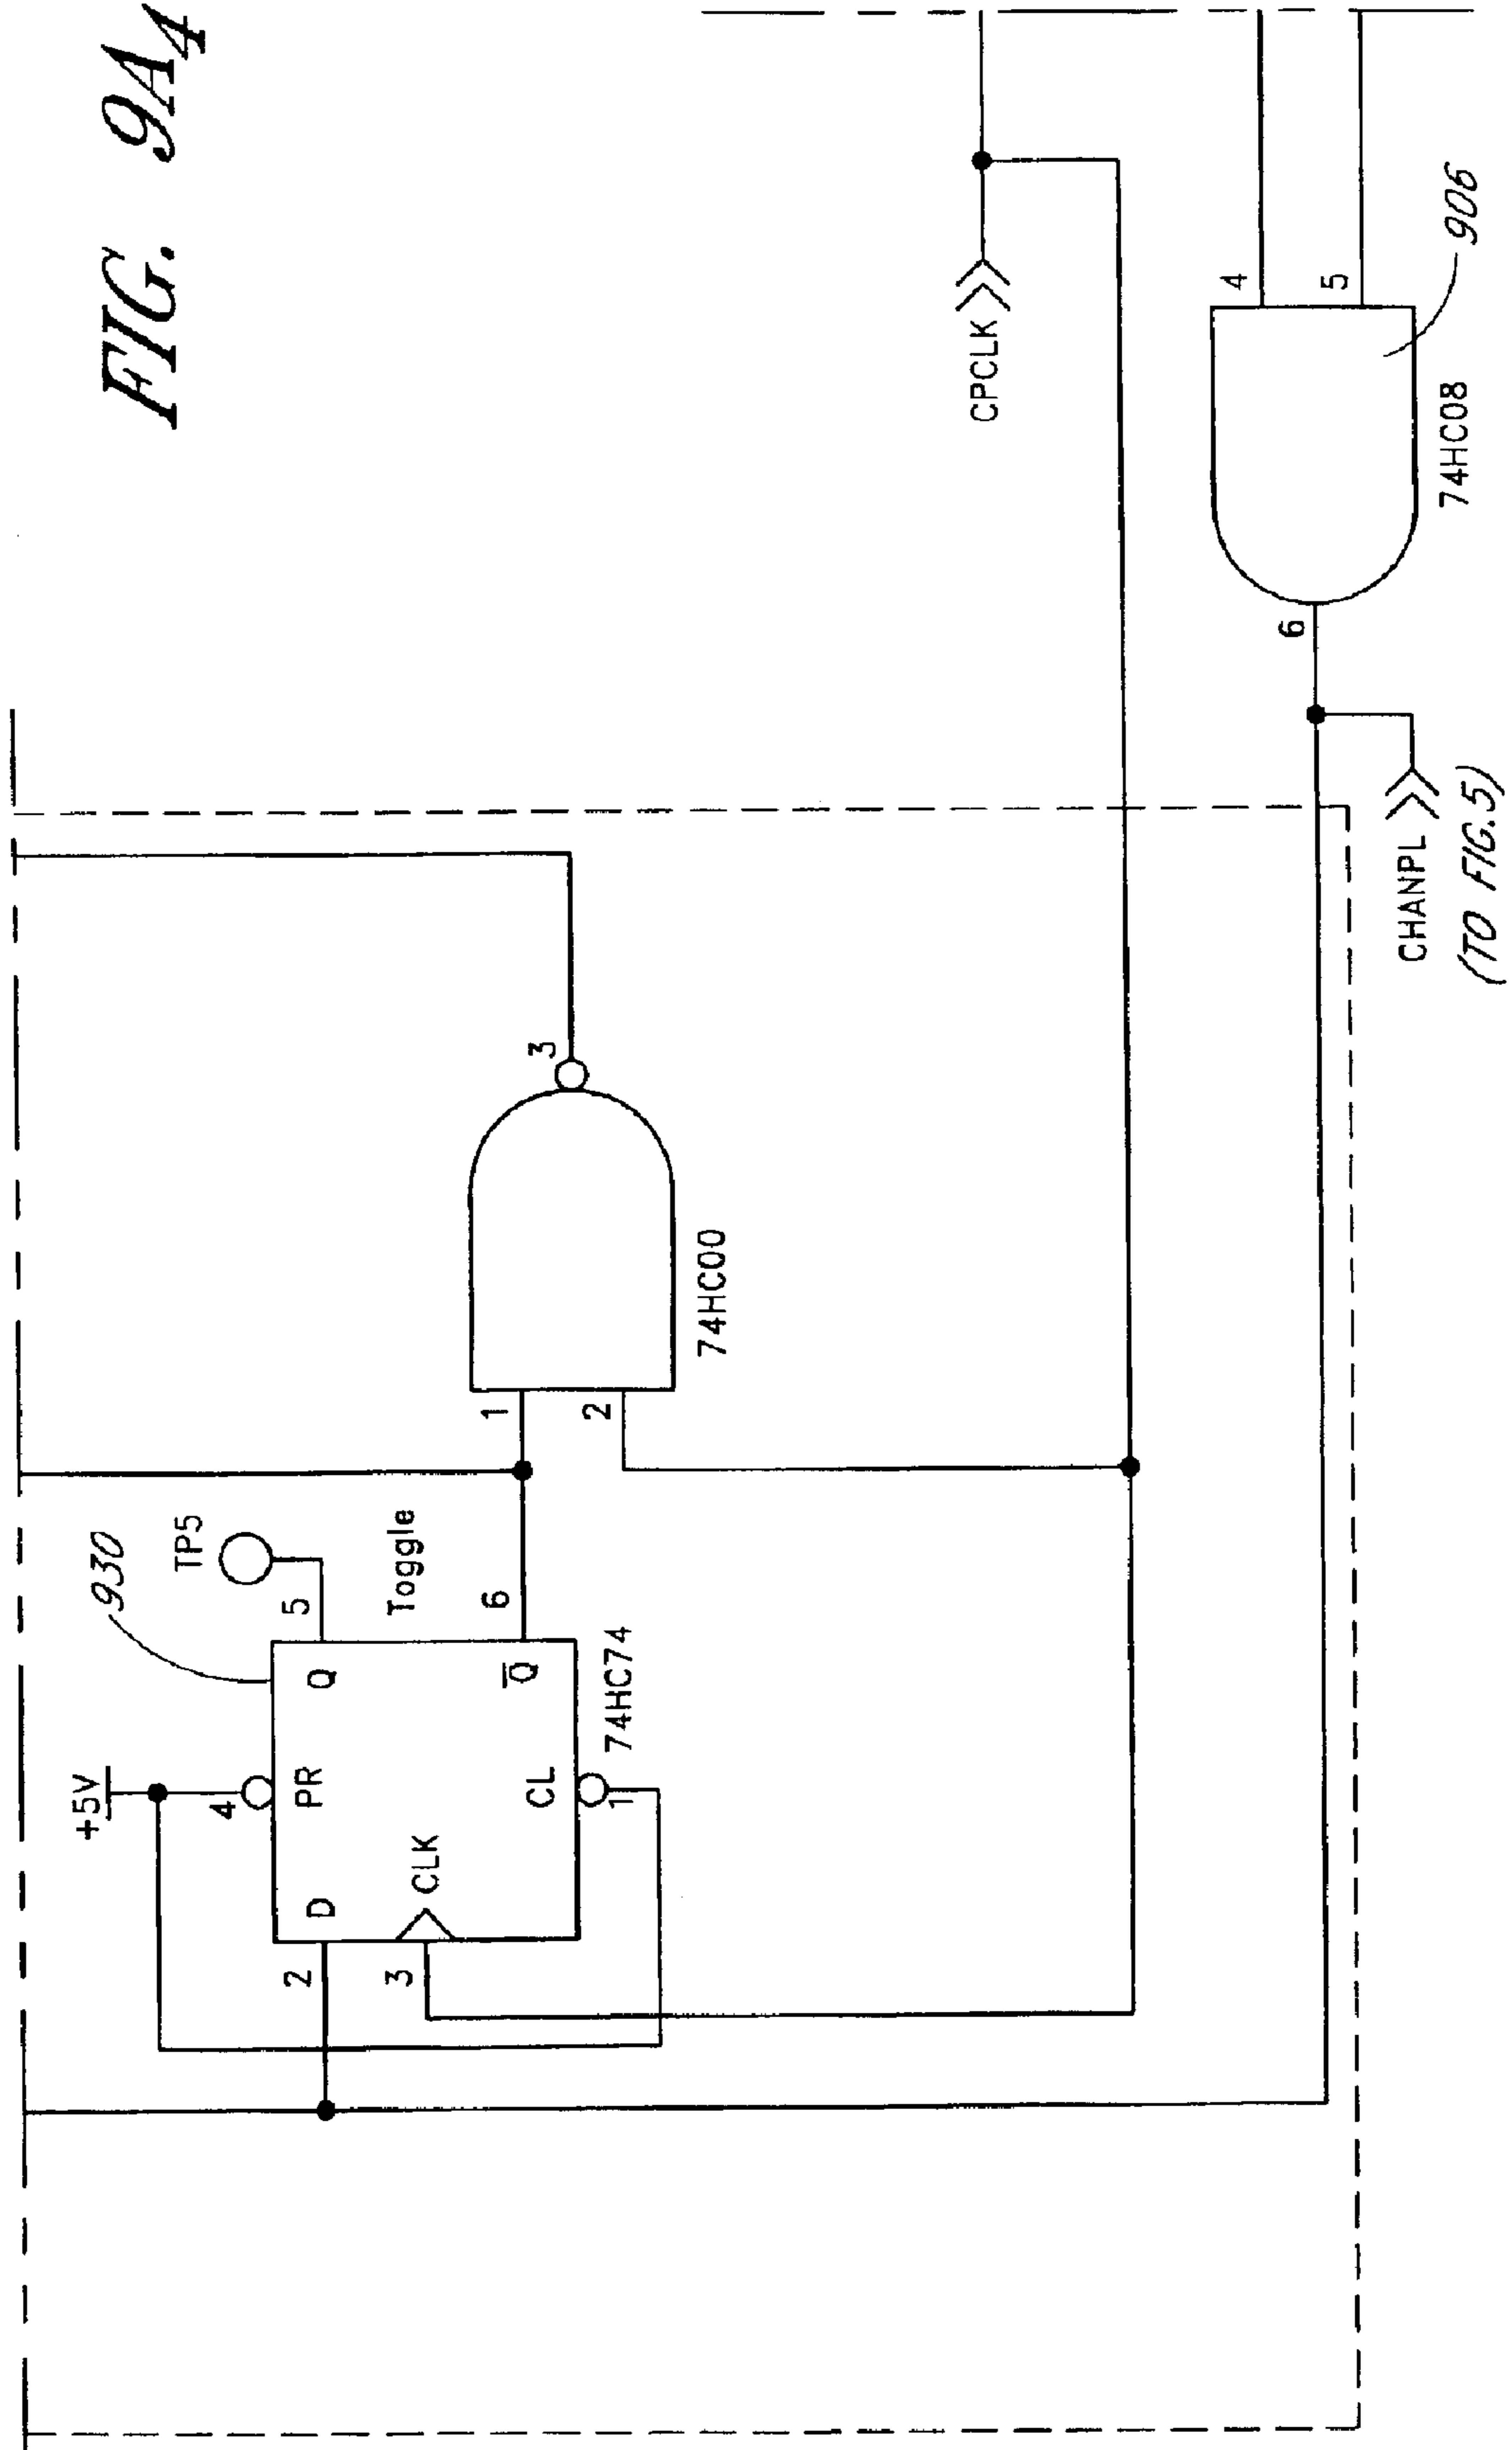 FIG. 9A4
930
+5V
TP5
4
D
PR
Q
5
2
Toggle
3
CLK
CL
Q̅
6
1
74HC74
1
2
3
74HC00
CPCLK
4
5
6
74HC08
906
CHANPL
(TO FIG.5)